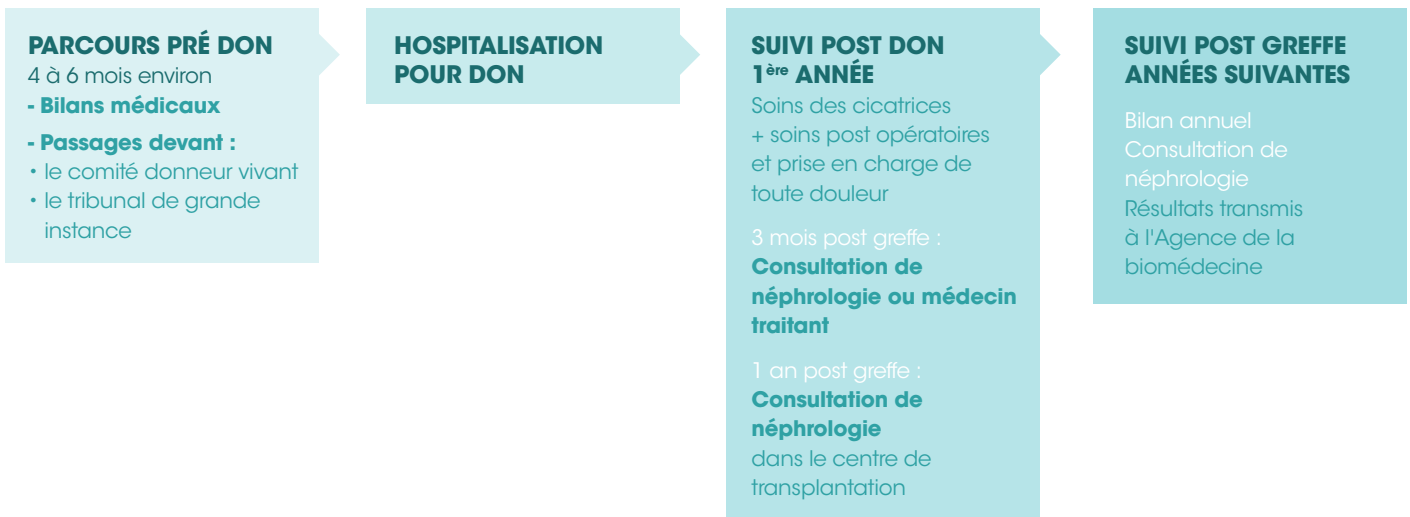 PARCOURS PRÉ DON
4 à 6 mois environ
- Bilans médicaux
- Passages devant :
• le comité donneur vivant
• le tribunal de grande
instance
HOSPITALISATION
POUR DON
SUIVI POST DON
1ère ANNÉE
Soins des cicatrices
+ soins post opératoires
et prise en charge de
toute douleur
3 mois post greffe :
Consultation de
néphrologie ou médecin
traitant
1 an post greffe :
Consultation de
néphrologie
dans le centre de
transplantation
SUIVI POST GREFFE
ANNÉES SUIVANTES
Bilan annuel
Consultation de
néphrologie
Résultats transmis
à l'Agence de la
biomédecine